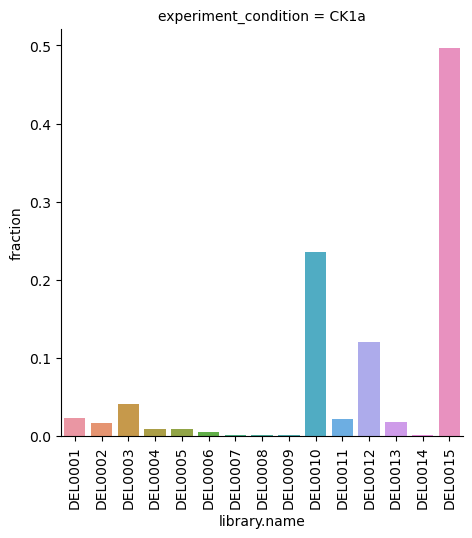 experiment_condition = CK1a
0.5
0.4
0.3
0.2
0.1
0.0
fraction
DEL0001
DEL0002
DEL0003
DEL0004
DEL0005
DEL0006
DEL0007
DEL0008
DEL0009
DEL0010
DEL0011
DEL0012
DEL0013
DEL0014
DEL0015
library.name